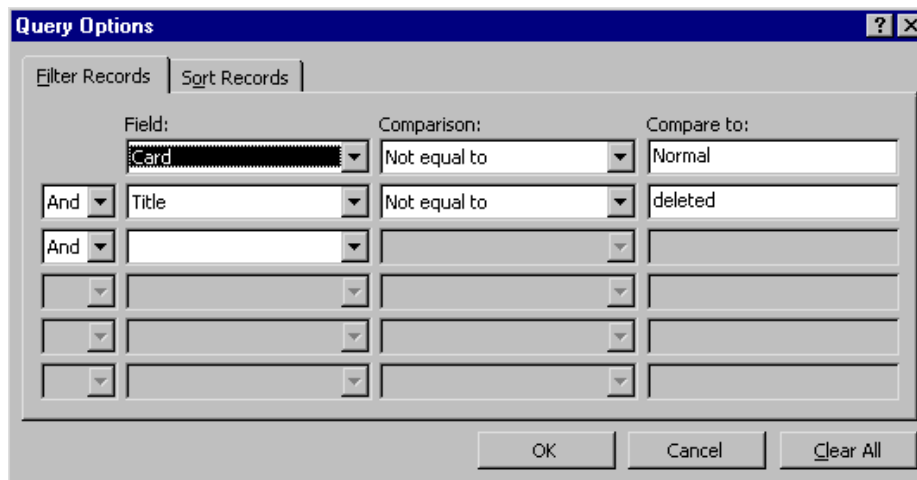 Query Options
Filter Records Sort Records
Field: Comparison: Compare to:
Card Not equal to Normal
And Title Not equal to deleted
And
OK Cancel Clear All